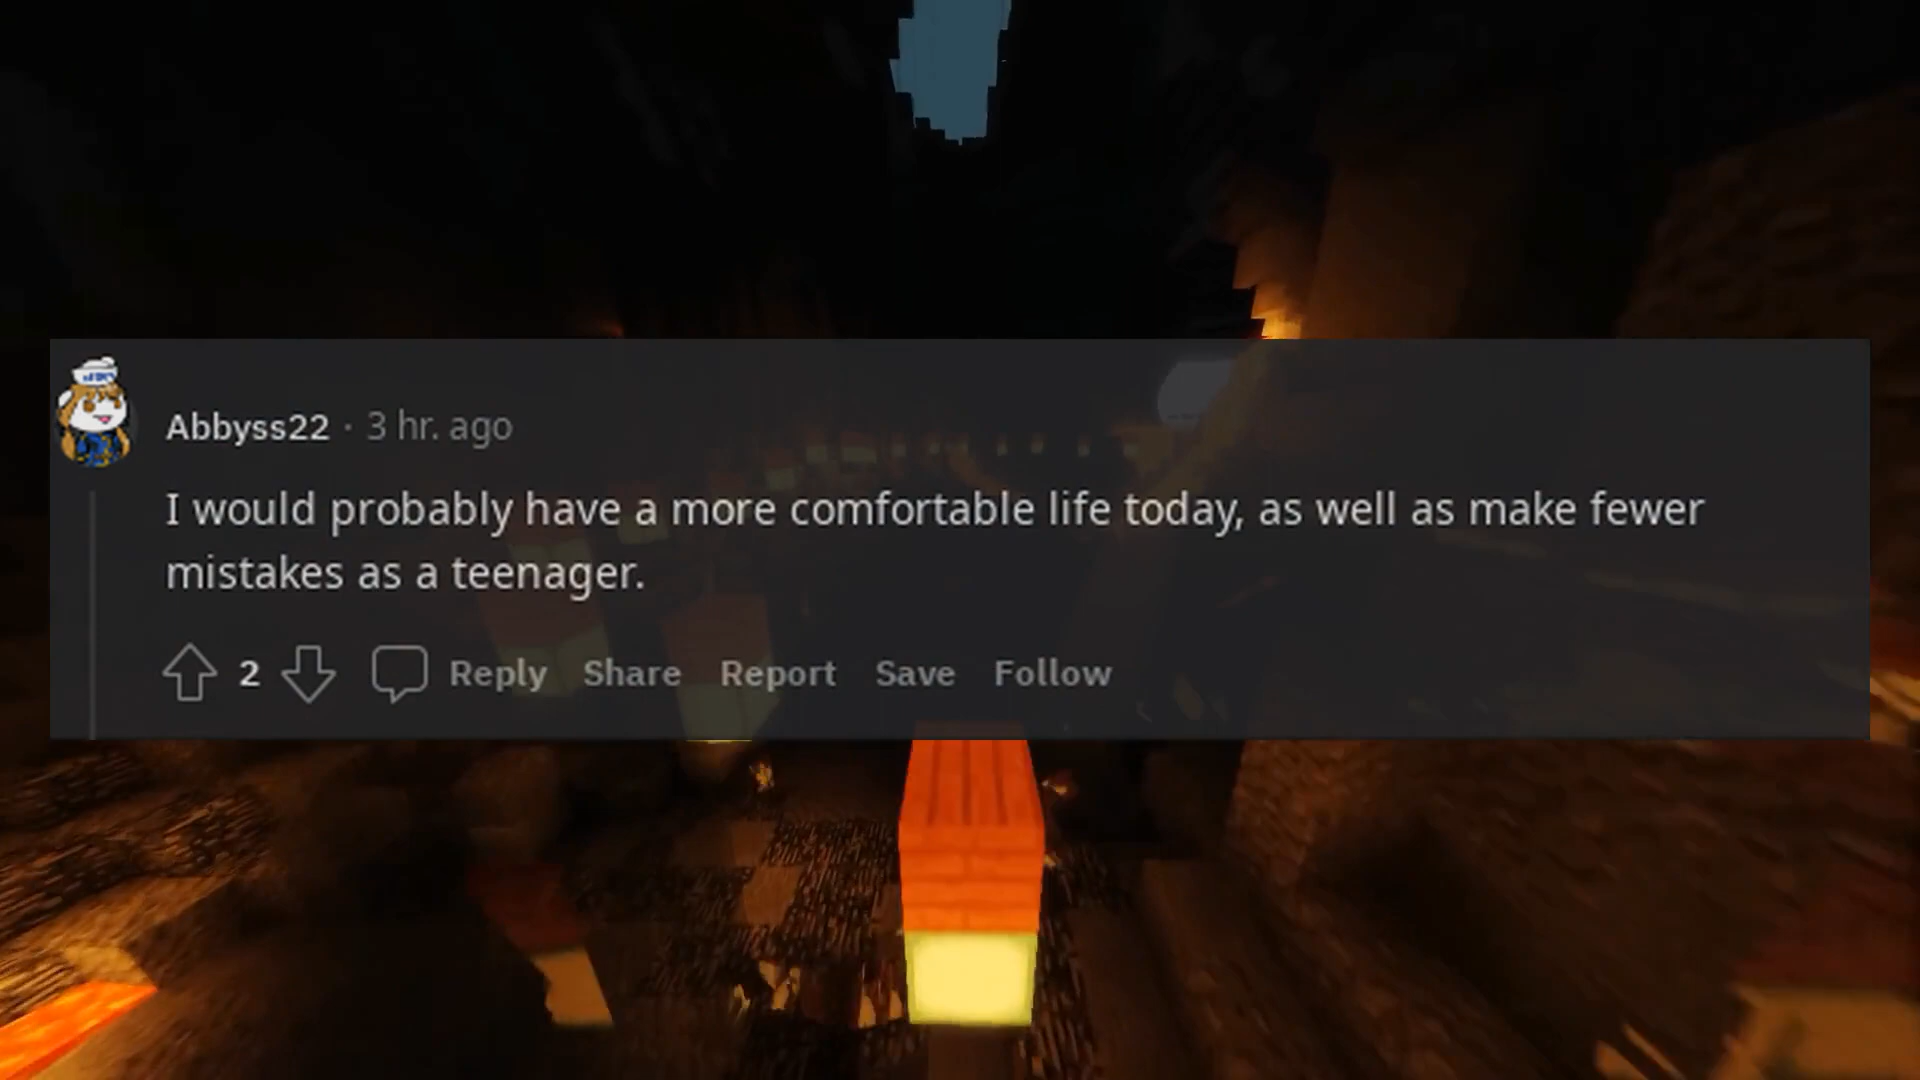 Abbyss22 · 3 hr. ago
I would probably have a more comfortable life today, as well as make fewer
mistakes as a teenager.
2 Reply Share Report Save Follow